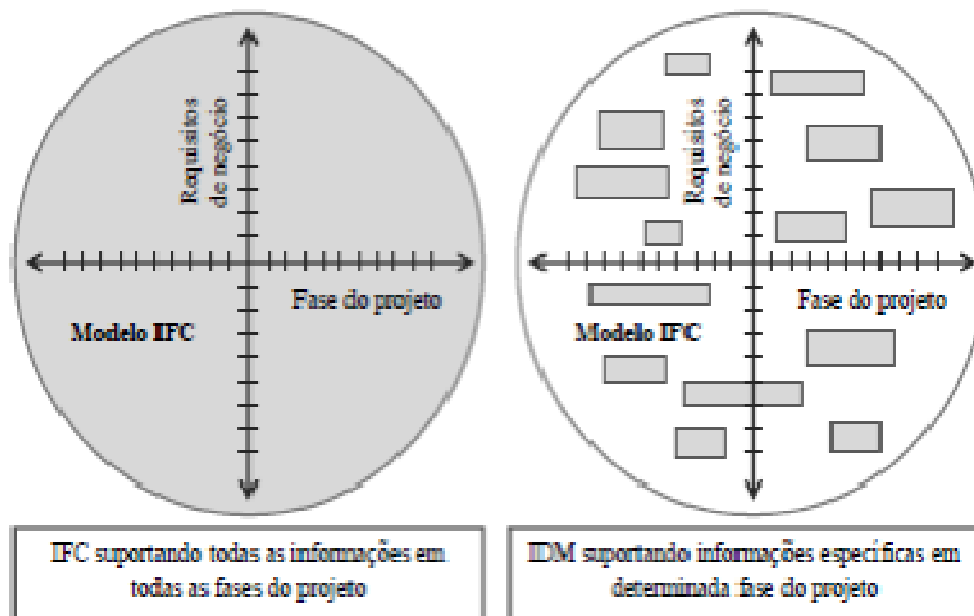 Requisitos
de negócio
Fase do projeto
Modelo IFC
IFC suportando todas as informações em
todas as fases do projeto
Requisitos
de negócio
Fase do projeto
Modelo IFC
IDM suportando informações específicas em
determinada fase do projeto